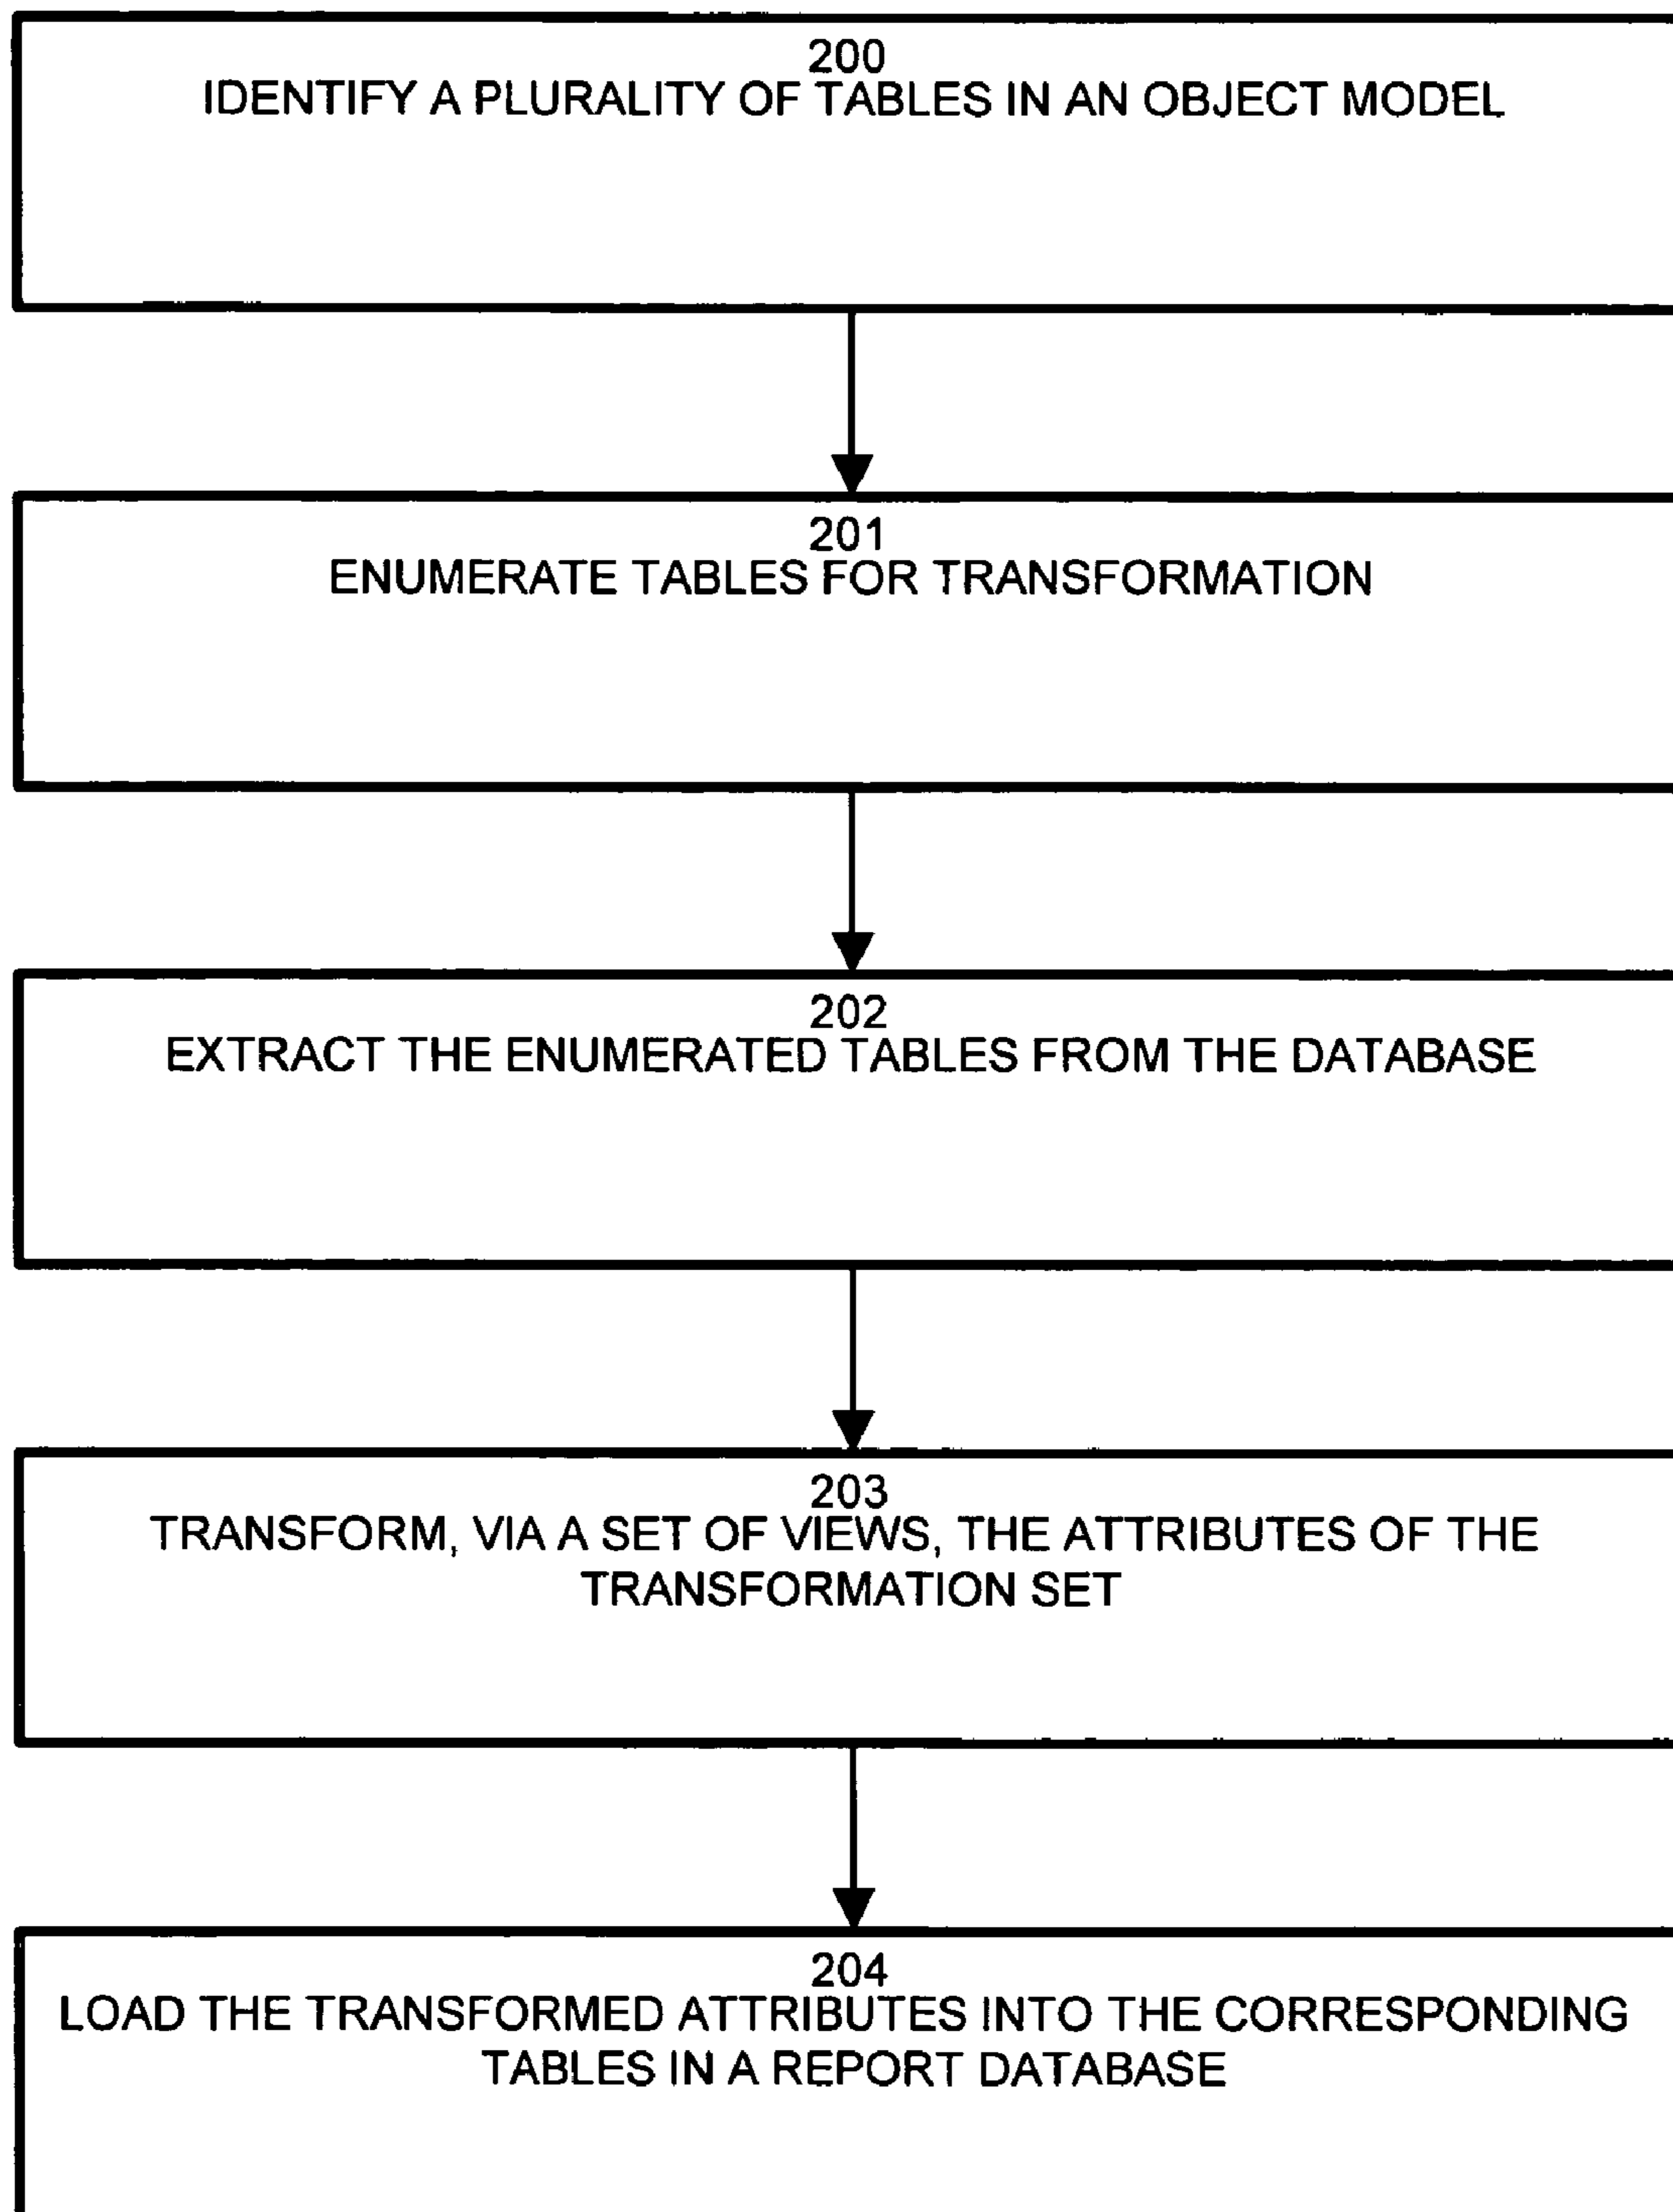 200
IDENTIFY A PLURALITY OF TABLES IN AN OBJECT MODEL
201
ENUMERATE TABLES FOR TRANSFORMATION
202
EXTRACT THE ENUMERATED TABLES FROM THE DATABASE
203
TRANSFORM, VIA A SET OF VIEWS, THE ATTRIBUTES OF THE
TRANSFORMATION SET
204
LOAD THE TRANSFORMED ATTRIBUTES INTO THE CORRESPONDING
TABLES IN A REPORT DATABASE